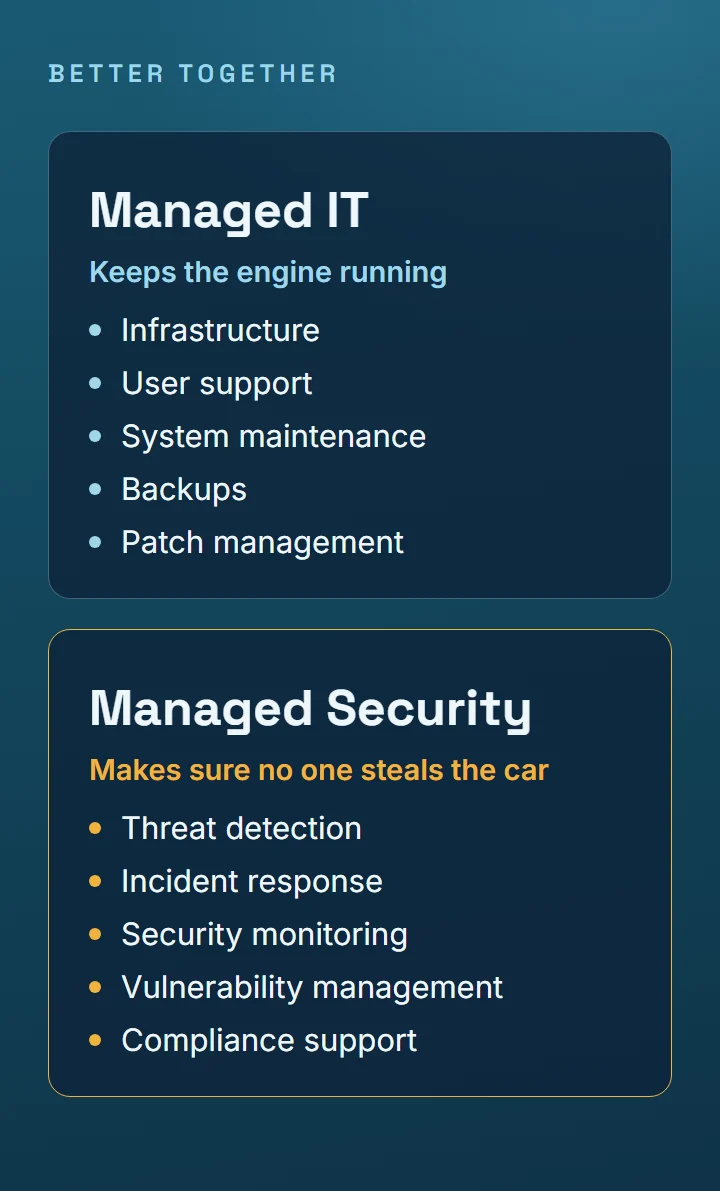 BETTER TOGETHER
Managed IT
Keeps the engine running
Infrastructure
User support
System maintenance
Backups
Patch management
Managed Security
Makes sure no one steals the car
Threat detection
Incident response
Security monitoring
Vulnerability management
Compliance support